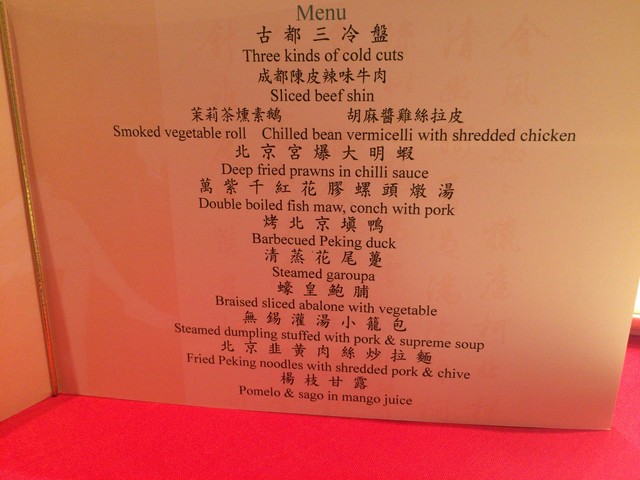 Menu
古都三冷盤
Three kinds of cold cuts
成都陳皮辣味牛肉
Sliced beef shin
茉莉茶燻素鵝 胡麻醬雞絲拉皮
Smoked vegetable roll Chilled bean vermicelli with shredded chicken
北京宮爆大明蝦
Deep fried prawns in chilli sauce
萬紫千紅花膠螺頭燉湯
Double boiled fish maw, conch with pork
烤北京填鴨
Barbecued Peking duck
清蒸花尾躉
Steamed garoupa
蠔皇鮑脯
Braised sliced abalone with vegetable
無錫灌湯小籠包
Steamed dumpling stuffed with pork & supreme soup
北京韭黃肉絲炒拉麵
Fried Peking noodles with shredded pork & chive
楊枝甘露
Pomelo & sago in mango juice